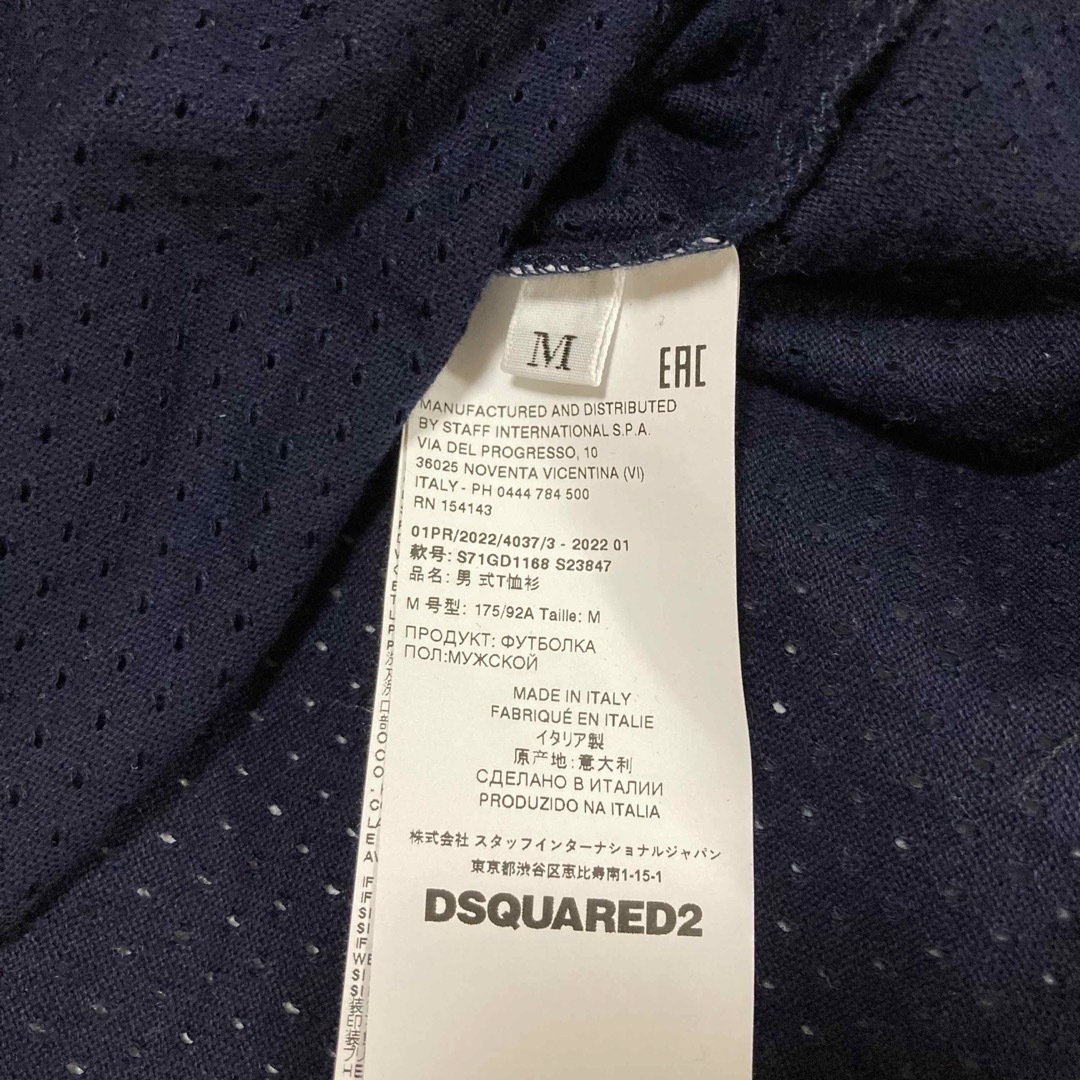 M
EAC
MANUFACTURED AND DISTRIBUTED
BY STAFF INTERNATIONAL S.P.A.
VIA DEL PROGRESSO, 10
36025 NOVENTA VICENTINA (VI)
ITALY - PH 0444 784 500
RN 154143
01PR/2022/4037/3 - 2022 01
款号: S71GD1168 S23847
品名: 男 式T恤衫
M 号型: 175/92A Taille: M
ПРОДУКТ: ФУТБОЛКА
ПОЛ:МУЖСКОЙ
MADE IN ITALY
FABRIQUÉ EN ITALIE
イタリア製
原产地:意大利
СДЕЛАНО В ИТАЛИИ
PRODUZIDO NA ITALIA
株式会社 スタッフインターナショナルジャパン
東京都渋谷区恵比寿南1-15-1
DSQUARED2